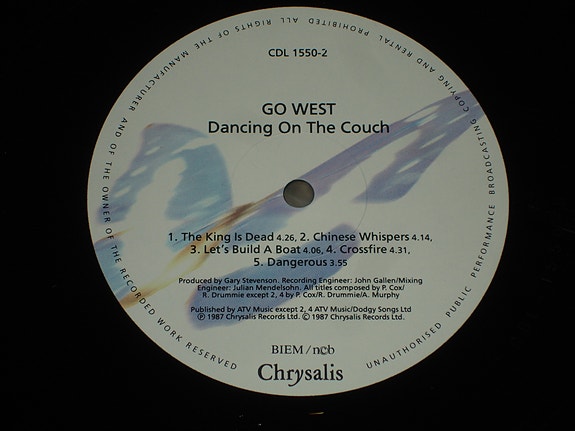 CDL 1550-2
GO WEST
Dancing On The Couch
1. The King Is Dead 4.26, 2. Chinese Whispers 4.14,
3. Let's Build A Boat 4.06, 4. Crossfire 4.31,
5. Dangerous 3.55
Produced by Gary Stevenson. Recording Engineer: John Gallen/Mixing
Engineer: Julian Mendelsohn. All titles composed by P. Cox/
R. Drummie except 2, 4 by P. Cox/R. Drummie/A. Murphy
Published by ATV Music except 2, 4 ATV Music/Dodgy Songs Ltd
℗ 1987 Chrysalis Records Ltd. © 1987 Chrysalis Records Ltd.
BIEM/ncb
Chrysalis
ALL RIGHTS OF THE MANUFACTURER AND OF THE OWNER OF THE RECORDED WORK RESERVED
UNAUTHORISED PUBLIC PERFORMANCE BROADCASTING COPYING AND RENTAL PROHIBITED